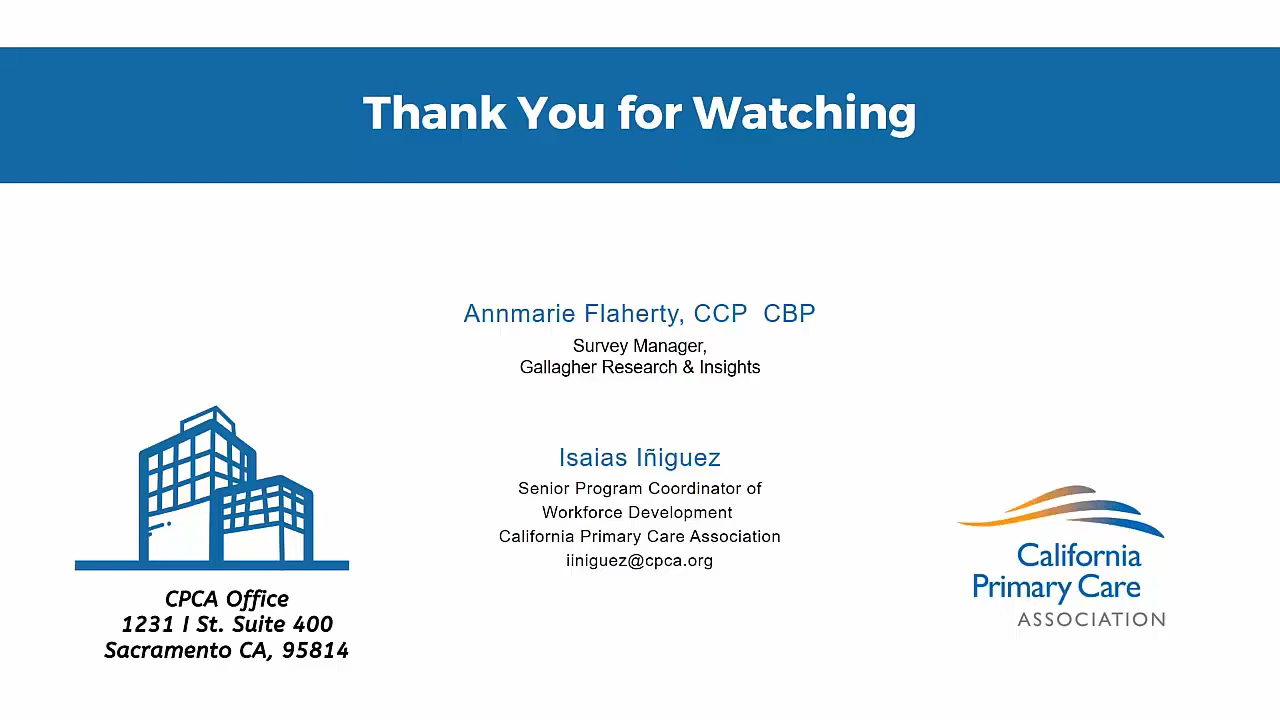 Thank You for Watching
Annmarie Flaherty, CCP  CBP
Survey Manager,
Gallagher Research & Insights
Isaias Iñiguez
Senior Program Coordinator of
Workforce Development
California Primary Care Association
iiniguez@cpca.org
CPCA Office
1231 I St. Suite 400
Sacramento CA, 95814
California
Primary Care
ASSOCIATION